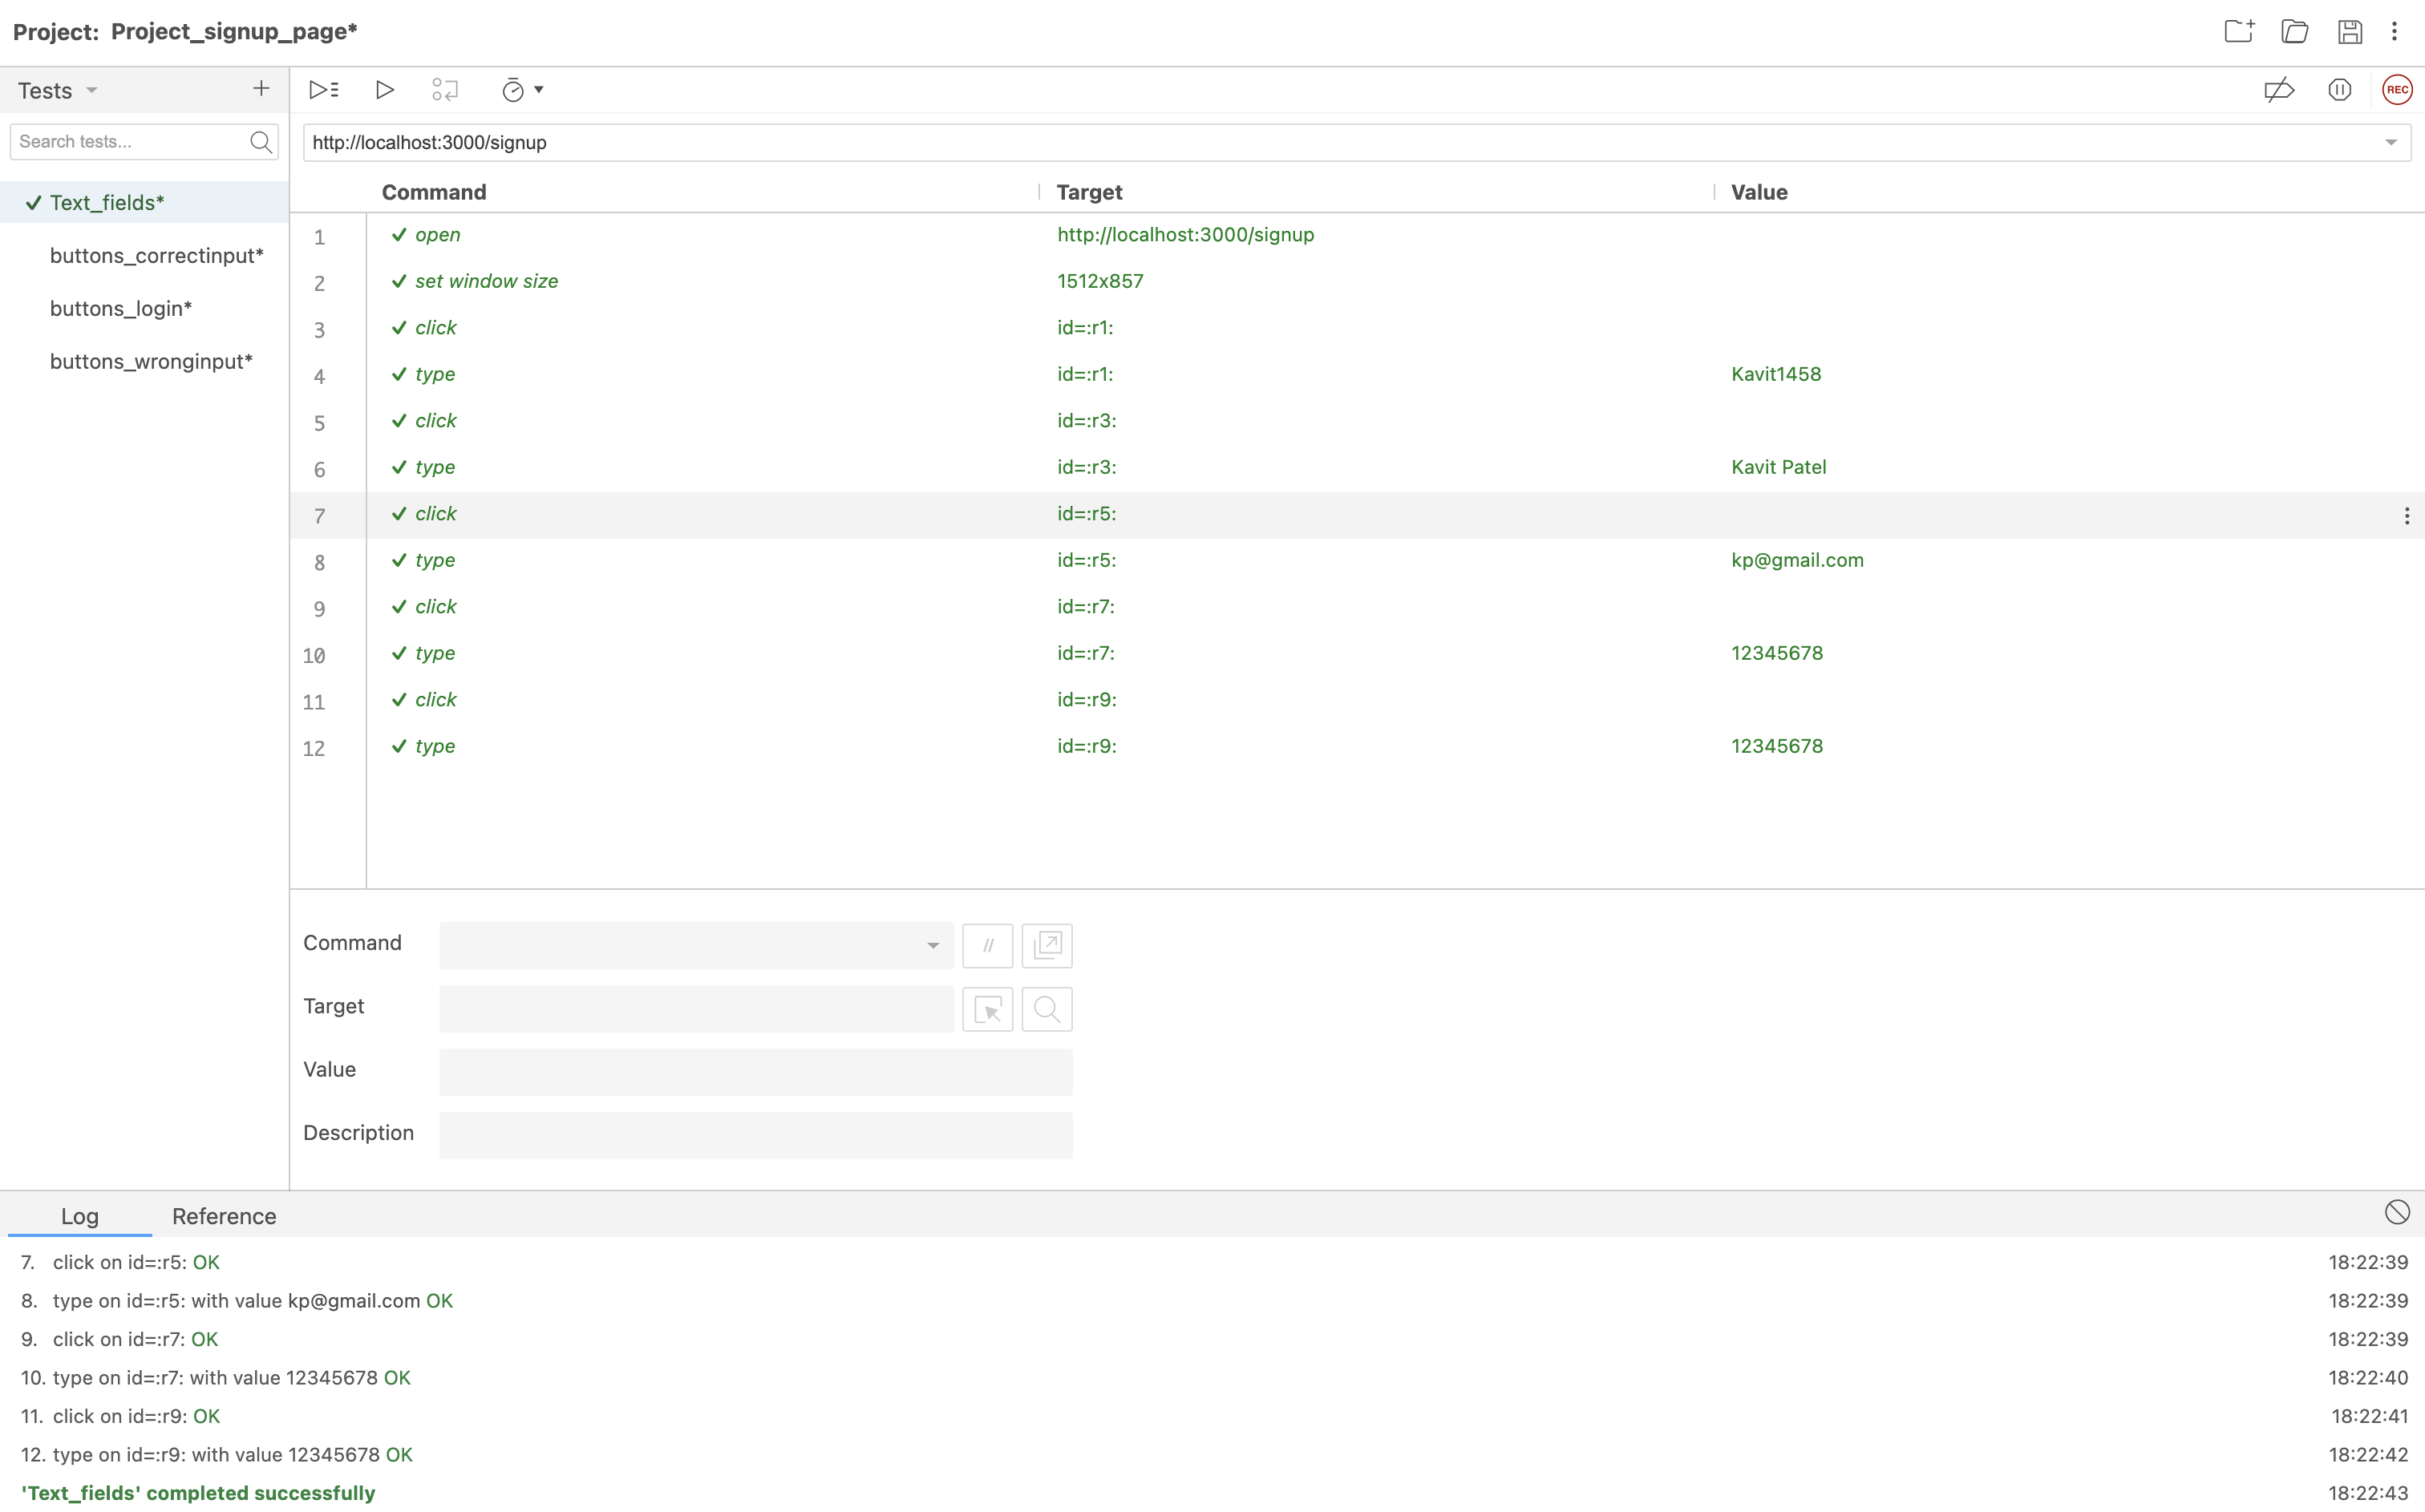 Project: Project_signup_page*
Tests
REC
Search tests...
http://localhost:3000/signup
Text_fields*
buttons_correctinput*
buttons_login*
buttons_wronginput*
Command Target Value
1 open http://localhost:3000/signup
2 set window size 1512x857
3 click id=:r1:
4 type id=:r1: Kavit1458
5 click id=:r3:
6 type id=:r3: Kavit Patel
7 click id=:r5:
8 type id=:r5: kp@gmail.com
9 click id=:r7:
10 type id=:r7: 12345678
11 click id=:r9:
12 type id=:r9: 12345678
Command //
Target
Value
Description
Log Reference
7. click on id=:r5: OK 18:22:39
8. type on id=:r5: with value kp@gmail.com OK 18:22:39
9. click on id=:r7: OK 18:22:39
10. type on id=:r7: with value 12345678 OK 18:22:40
11. click on id=:r9: OK 18:22:41
12. type on id=:r9: with value 12345678 OK 18:22:42
'Text_fields' completed successfully 18:22:43